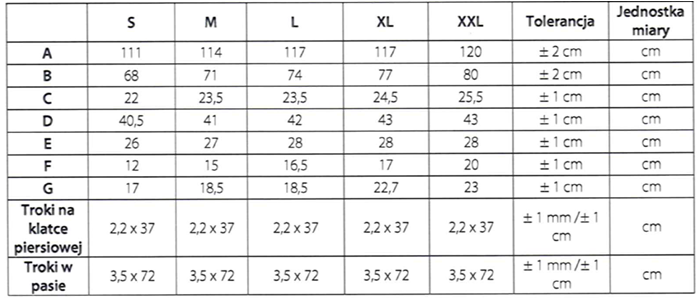 S M L XL XXL Tolerancja Jednostka miary
A 111 114 117 117 120 ± 2 cm cm
B 68 71 74 77 80 ± 2 cm cm
C 22 23,5 23,5 24,5 25,5 ± 1 cm cm
D 40,5 41 42 43 43 ± 1 cm cm
E 26 27 28 28 28 ± 1 cm cm
F 12 15 16,5 17 20 ± 1 cm cm
G 17 18,5 18,5 22,7 23 ± 1 cm cm
Troki na klatce piersiowej 2,2 x 37 2,2 x 37 2,2 x 37 2,2 x 37 2,2 x 37 ± 1 mm /± 1 cm cm
Troki w pasie 3,5 x 72 3,5 x 72 3,5 x 72 3,5 x 72 3,5 x 72 ± 1 mm /± 1 cm cm